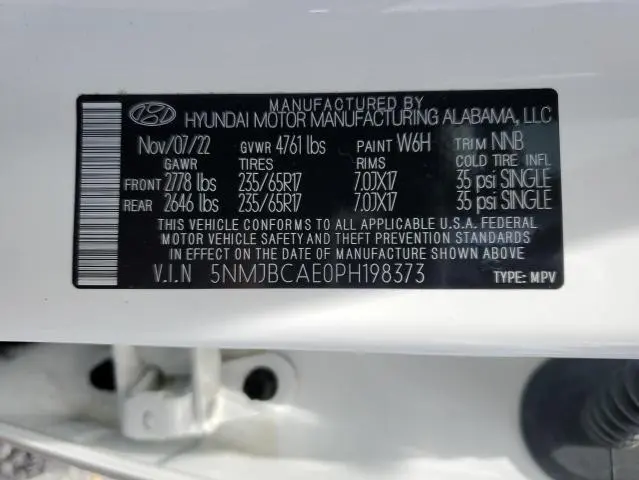 MANUFACTURED BY
HYUNDAI MOTOR MANUFACTURING ALABAMA, LLC
Nov/07/22 GVWR 4761 lbs PAINT W6H TRIM NNB
GAWR TIRES RIMS COLD TIRE INFL
FRONT 2778 lbs 235/65R17 7.0JX17 35 psi SINGLE
REAR 2646 lbs 235/65R17 7.0JX17 35 psi SINGLE
THIS VEHICLE CONFORMS TO ALL APPLICABLE U.S.A. FEDERAL
MOTOR VEHICLE SAFETY AND THEFT PREVENTION STANDARDS
IN EFFECT ON THE DATE OF MANUFACTURE SHOWN ABOVE.
V.I.N 5NMJBCAE0PH198373 TYPE: MPV